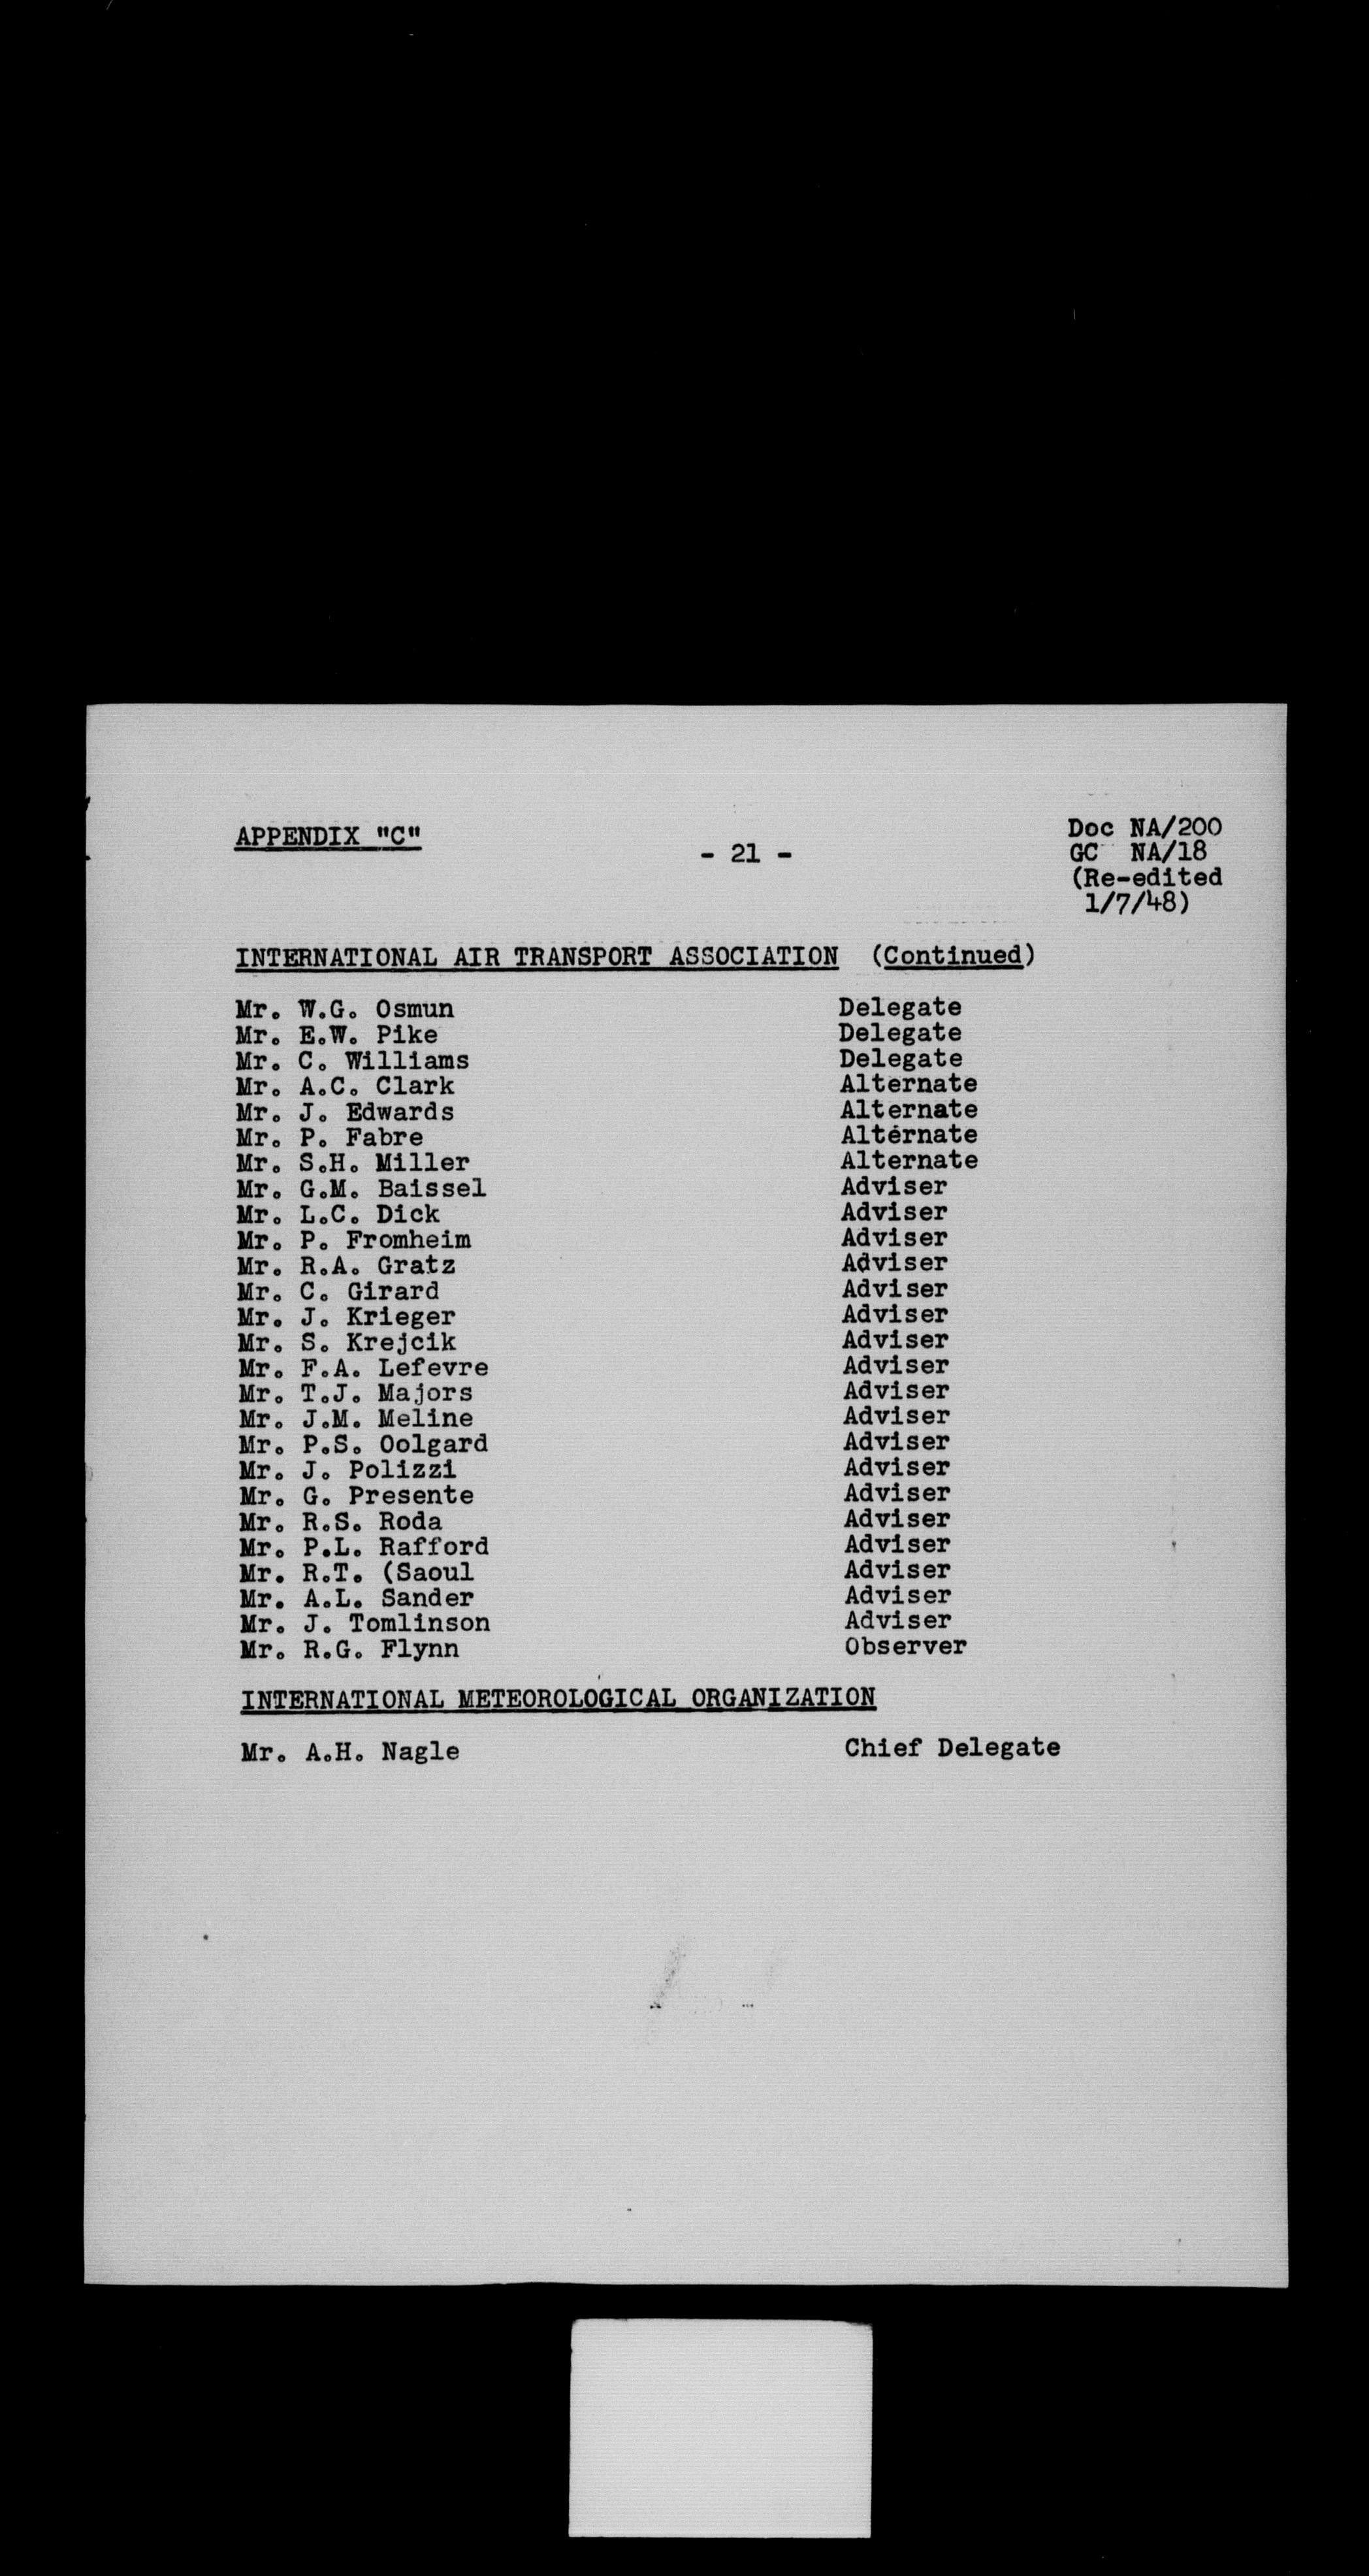 APPENDIX "C"
- 21 -
Doc NA/200
GC NA/18
(Re-edited
1/7/48)
INTERNATIONAL AIR TRANSPORT ASSOCIATION (Continued)
Mr. W.G. Osmun Delegate
Mr. E.W. Pike Delegate
Mr. C. Williams Delegate
Mr. A.C. Clark Alternate
Mr. J. Edwards Alternate
Mr. P. Fabre Alternate
Mr. S.H. Miller Alternate
Mr. G.M. Baissel Adviser
Mr. L.C. Dick Adviser
Mr. P. Fromheim Adviser
Mr. R.A. Gratz Adviser
Mr. C. Girard Adviser
Mr. J. Krieger Adviser
Mr. S. Krejcik Adviser
Mr. F.A. Lefevre Adviser
Mr. T.J. Majors Adviser
Mr. J.M. Meline Adviser
Mr. P.S. Oolgard Adviser
Mr. J. Polizzi Adviser
Mr. G. Presente Adviser
Mr. R.S. Roda Adviser
Mr. P.L. Rafford Adviser
Mr. R.T. (Saoul Adviser
Mr. A.L. Sander Adviser
Mr. J. Tomlinson Adviser
Mr. R.G. Flynn Observer
INTERNATIONAL METEOROLOGICAL ORGANIZATION
Mr. A.H. Nagle Chief Delegate